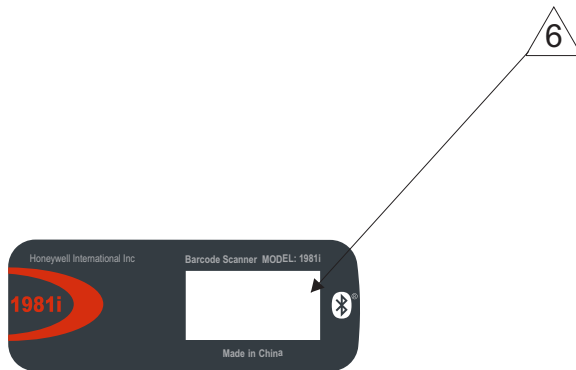 6
Honeywell International Inc
Barcode Scanner MODEL: 1981i
1981i
®
Made in China